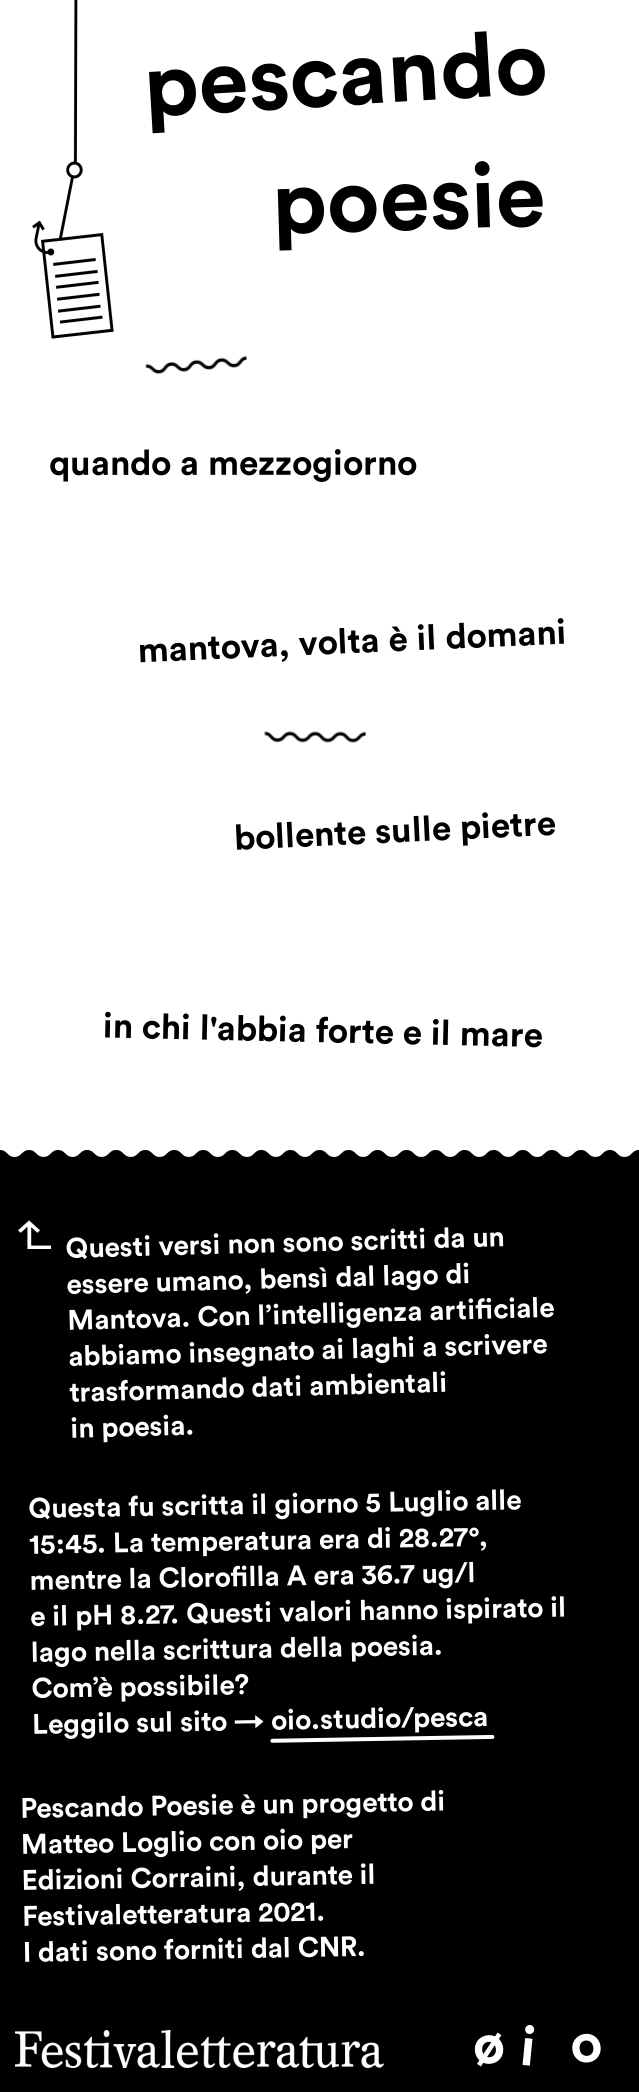 pescando
poesie
quando a mezzogiorno
mantova, volta è il domani
bollente sulle pietre
in chi l'abbia forte e il mare
Questi versi non sono scritti da un
essere umano, bensì dal lago di
Mantova. Con l’intelligenza artificiale
abbiamo insegnato ai laghi a scrivere
trasformando dati ambientali
in poesia.
Questa fu scritta il giorno 5 Luglio alle
15:45. La temperatura era di 28.27°,
mentre la Clorofilla A era 36.7 ug/l
e il pH 8.27. Questi valori hanno ispirato il
lago nella scrittura della poesia.
Com’è possibile?
Leggilo sul sito → oio.studio/pesca
Pescando Poesie è un progetto di
Matteo Loglio con oio per
Edizioni Corraini, durante il
Festivaletteratura 2021.
I dati sono forniti dal CNR.
Festivaletteratura øio